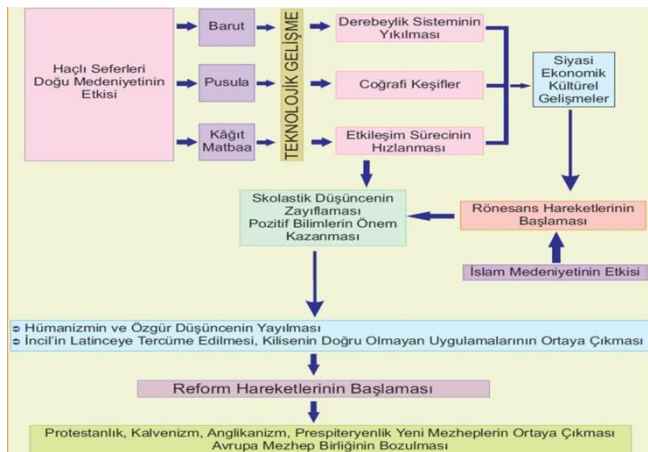 Haçlı Seferleri
Doğu Medeniyetinin
Etkisi
Barut
Pusula
Kâğıt
Matbaa
TEKNOLOJİK GELİŞME
Derebeylik Sisteminin
Yıkılması
Coğrafi Keşifler
Etkileşim Sürecinin
Hızlanması
Siyasi
Ekonomik
Kültürel
Gelişmeler
Skolastik Düşüncenin
Zayıflaması
Pozitif Bilimlerin Önem
Kazanması
Rönesans Hareketlerinin
Başlaması
İslam Medeniyetinin Etkisi
Hümanizmin ve Özgür Düşüncenin Yayılması
İncil'in Latinceye Tercüme Edilmesi, Kilisenin Doğru Olmayan Uygulamalarının Ortaya Çıkması
Reform Hareketlerinin Başlaması
Protestanlık, Kalvenizm, Anglikanizm, Prespiteryenlik Yeni Mezheplerin Ortaya Çıkması
Avrupa Mezhep Birliğinin Bozulması